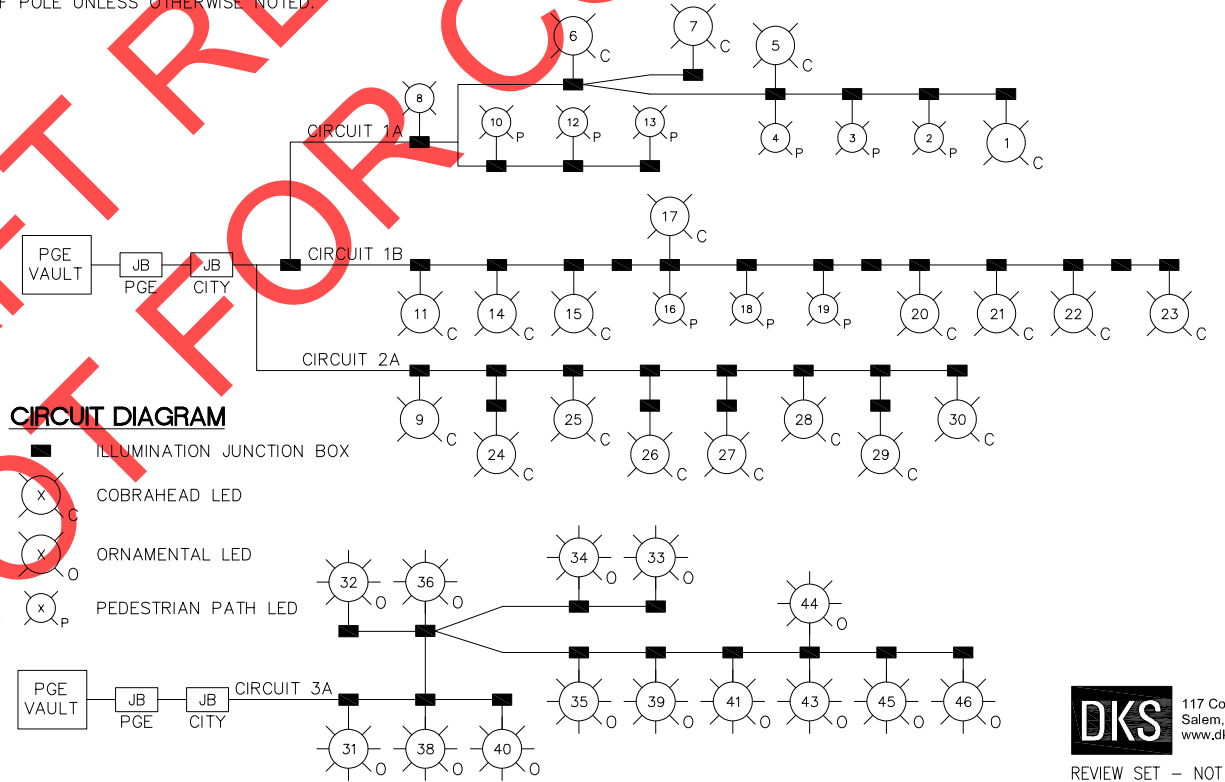 F POLE UNLESS OTHERWISE NOTED.
6 C
7 C
5 C
8
CIRCUIT 1A
10 P
12 P
13 P
4 P
3 P
2 P
1 C
17 C
PGE VAULT
JB PGE
JB CITY
CIRCUIT 1B
11 C
14 C
15 C
16 P
18 P
19 P
20 C
21 C
22 C
23 C
CIRCUIT 2A
9 C
24 C
25 C
26 C
27 C
28 C
29 C
30 C
CIRCUIT DIAGRAM
ILLUMINATION JUNCTION BOX
X C COBRAHEAD LED
X O ORNAMENTAL LED
X P PEDESTRIAN PATH LED
32 O
36 O
34 O
33 O
44 O
PGE VAULT
JB PGE
JB CITY
CIRCUIT 3A
31 O
38 O
40 O
35 O
39 O
41 O
43 O
45 O
46 O
DKS
117 Co
Salem,
www.dk
REVIEW SET – NOT
T RE
OT FOR CO